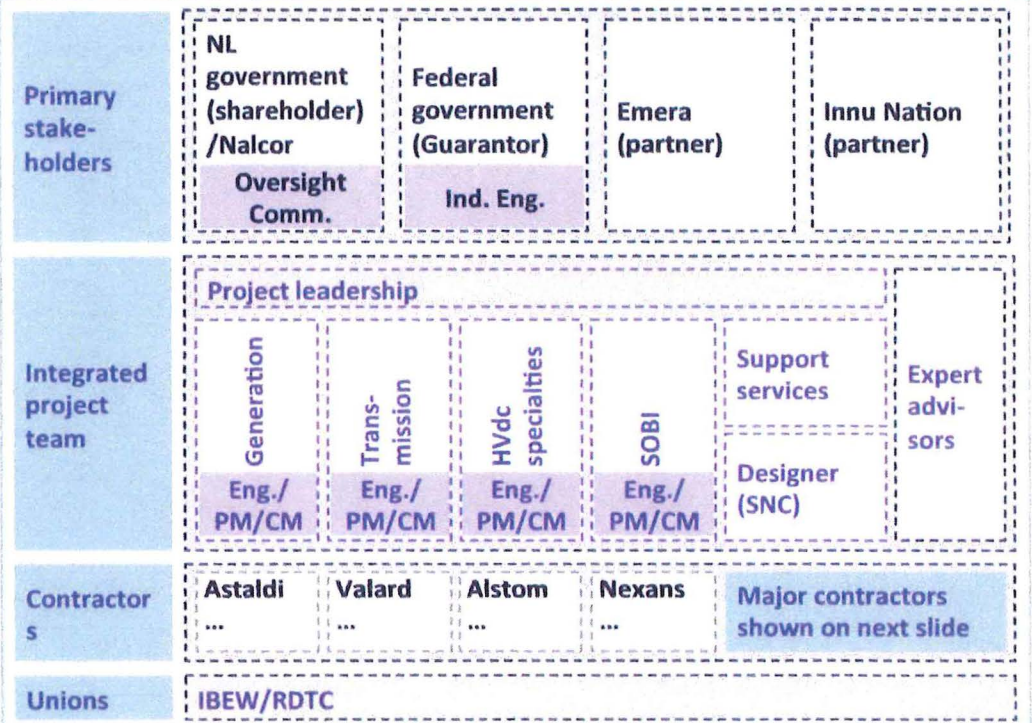 Primary
stake-
holders
NL
government
(shareholder)
/Nalcor
Oversight
Comm.
Federal
government
(Guarantor)
Ind. Eng.
Emera
(partner)
Innu Nation
(partner)
Integrated
project
team
Project leadership
Generation
Eng./
PM/CM
Trans-
mission
Eng./
PM/CM
HVdc
specialties
Eng./
PM/CM
SOBI
Eng./
PM/CM
Support
services
Designer
(SNC)
Expert
advi-
sors
Contractor
s
Astaldi
...
Valard
...
Alstom
...
Nexans
...
Major contractors
shown on next slide
Unions
IBEW/RDTC